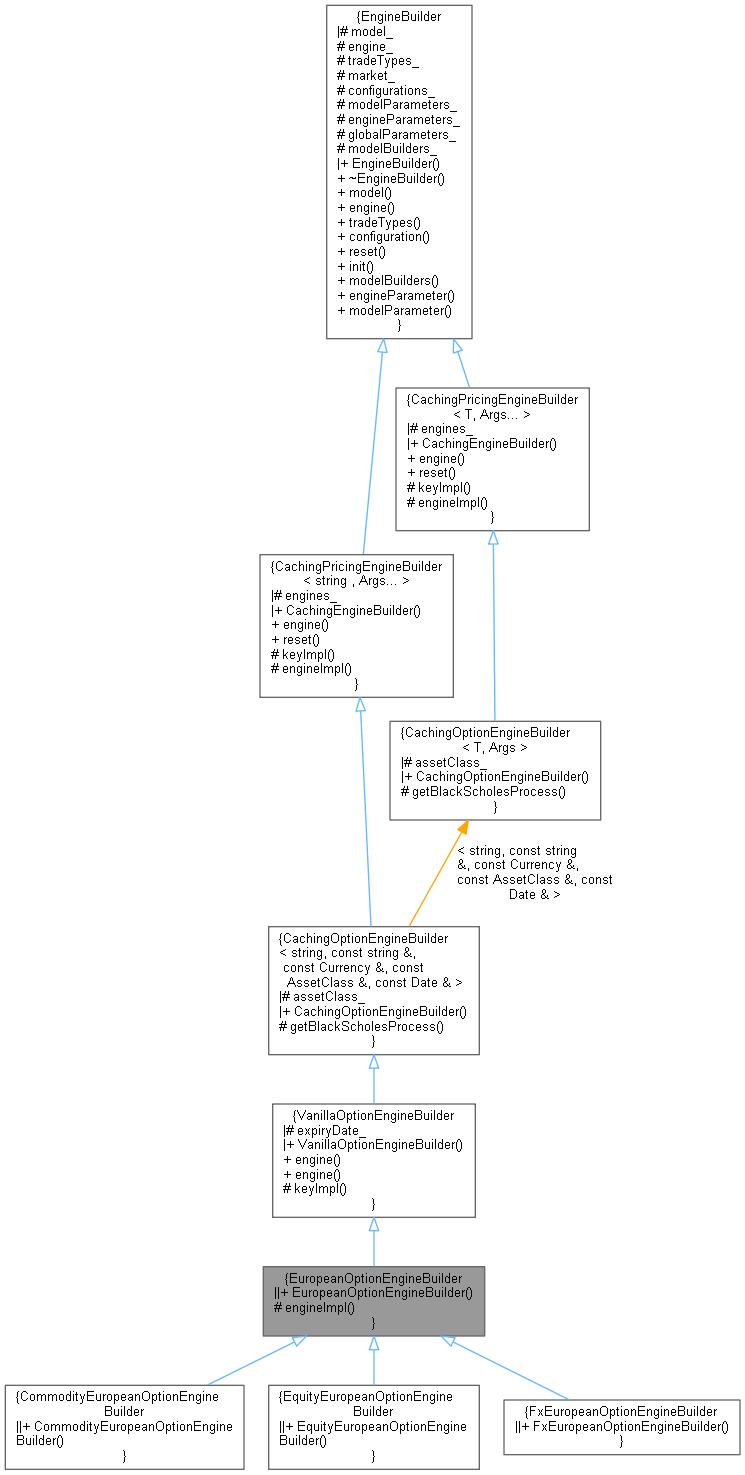 {EngineBuilder
|# model_
# engine_
# tradeTypes_
# market_
# configurations_
# modelParameters_
# engineParameters_
# globalParameters_
# modelBuilders_
|+ EngineBuilder()
+ ~EngineBuilder()
+ model()
+ engine()
+ tradeTypes()
+ configuration()
+ reset()
+ init()
+ modelBuilders()
+ engineParameter()
+ modelParameter()
}
{CachingPricingEngineBuilder
< T, Args... >
|# engines_
|+ CachingEngineBuilder()
+ engine()
+ reset()
# keyImpl()
# engineImpl()
}
{CachingPricingEngineBuilder
< string , Args... >
|# engines_
|+ CachingEngineBuilder()
+ engine()
+ reset()
# keyImpl()
# engineImpl()
}
{CachingOptionEngineBuilder
< T, Args >
|# assetClass_
|+ CachingOptionEngineBuilder()
# getBlackScholesProcess()
}
< string, const string
&, const Currency &,
const AssetClass &, const
Date & >
{CachingOptionEngineBuilder
< string, const string &,
const Currency &, const
AssetClass &, const Date & >
|# assetClass_
|+ CachingOptionEngineBuilder()
# getBlackScholesProcess()
}
{VanillaOptionEngineBuilder
|# expiryDate_
|+ VanillaOptionEngineBuilder()
+ engine()
+ engine()
# keyImpl()
}
{EuropeanOptionEngineBuilder
||+ EuropeanOptionEngineBuilder()
# engineImpl()
}
{CommodityEuropeanOptionEngine
Builder
||+ CommodityEuropeanOptionEngine
Builder()
}
{EquityEuropeanOptionEngine
Builder
||+ EquityEuropeanOptionEngine
Builder()
}
{FxEuropeanOptionEngineBuilder
||+ FxEuropeanOptionEngineBuilder()
}